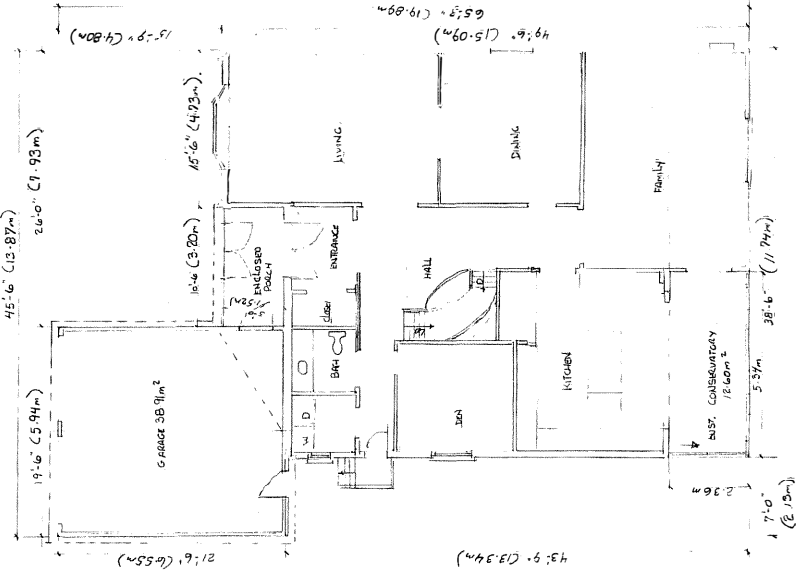 65'-3" (19.89m)
15'-9" (4.80m)
49'-6" (15.09m)
45'-6" (13.87m)
26'-0" (7.93m)
15'-6" (4.73m)
10'-6" (3.20m)
19'-6" (5.94m)
LIVING
DINING
FAMILY
ENCLOSED
PORCH
ENTRANCE
HALL
CLOSET
D
UP
BATH
W D
GARAGE 38.91m²
DEN
KITCHEN
EXIST. CONSERVATORY
12.60m²
38'-6" (11.74m)
5.34m
2.36m
7'-0"
(2.13m)
21'-6" (6.55m)
43'-9" (13.34m)